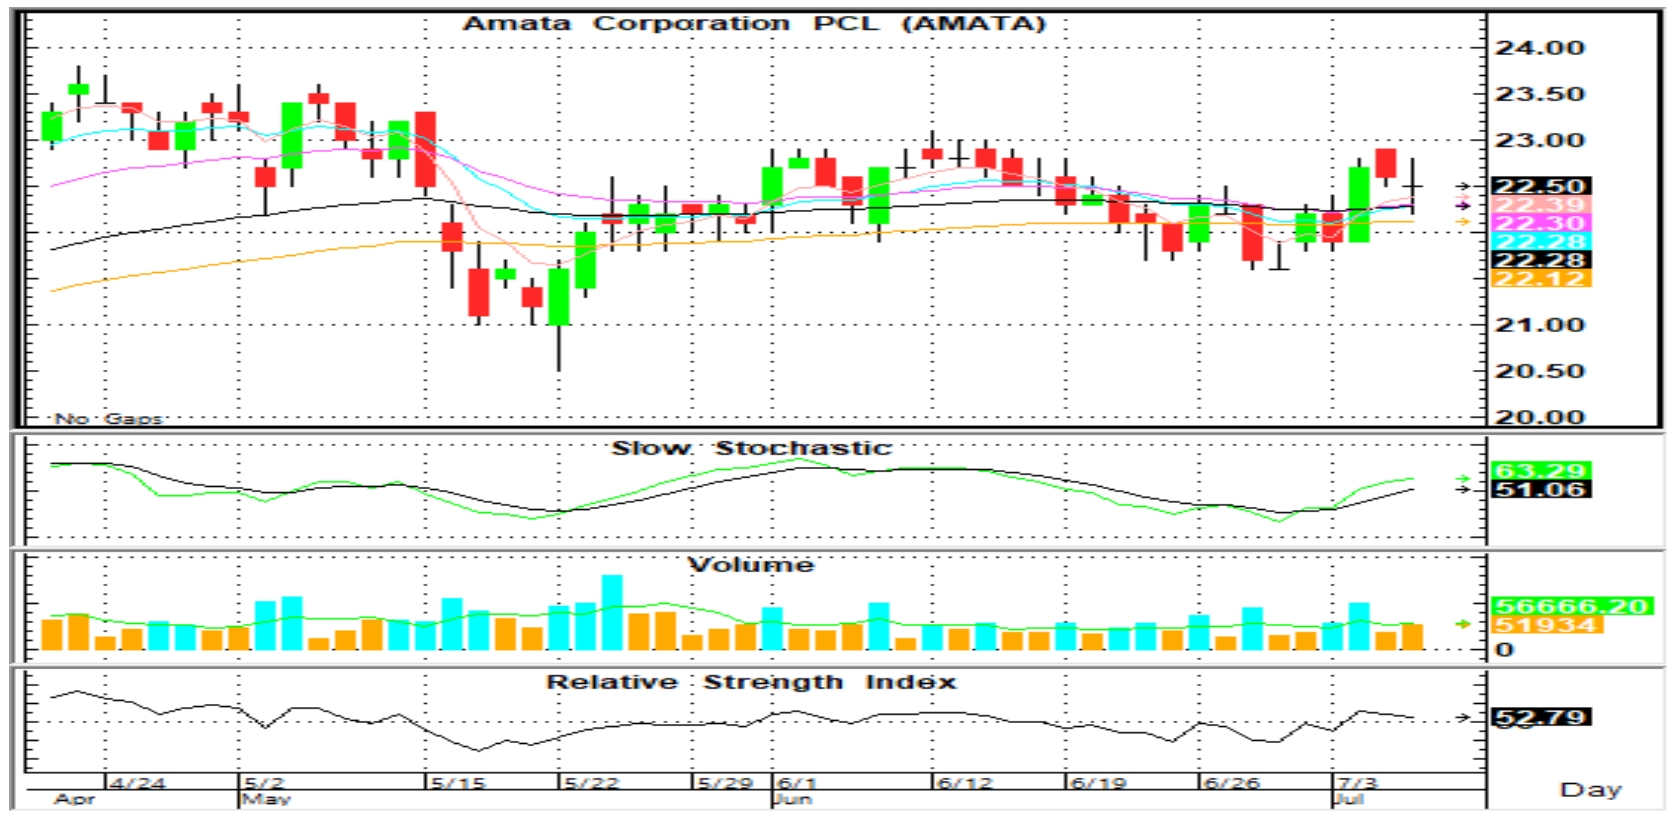 Amata Corporation PCL (AMATA)
24.00
23.50
23.00
22.50
22.39
22.30
22.28
22.28
22.12
21.00
20.50
20.00
No Gaps
Slow Stochastic
63.29
51.06
Volume
56666.20
51934
0
Relative Strength Index
52.79
4/24 5/2 5/15 5/22 5/29 6/1 6/12 6/19 6/26 7/3
Apr May Jun Jul
Day